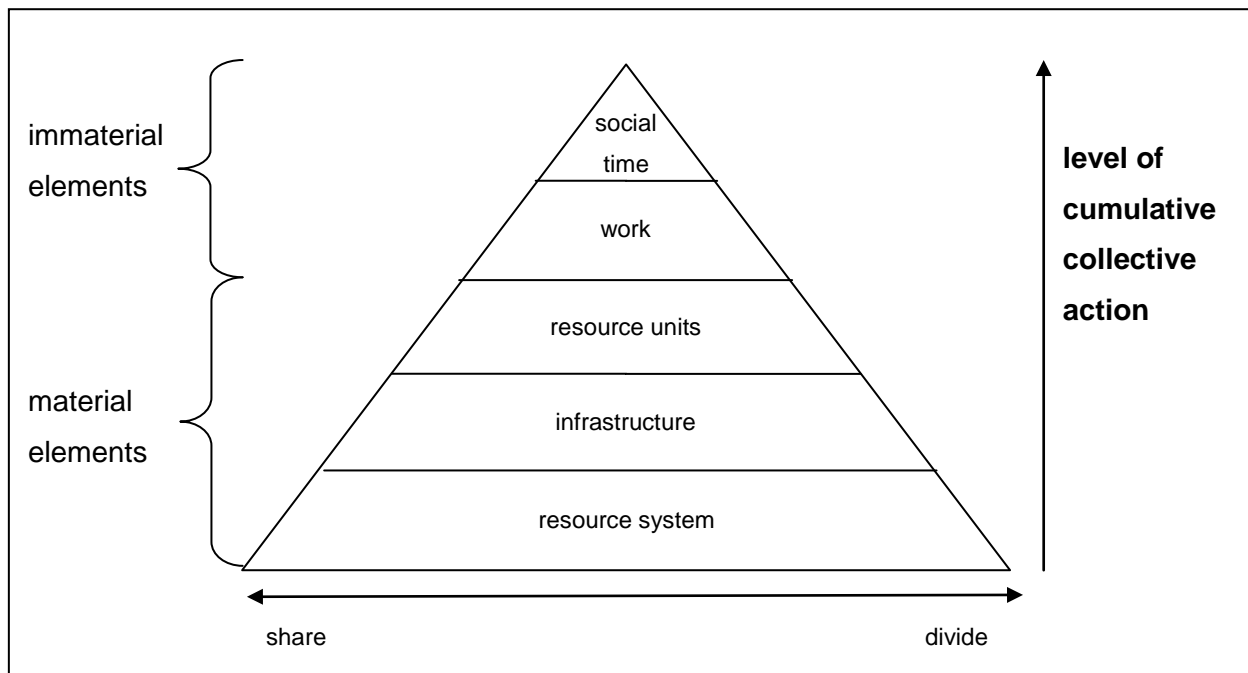 immaterial
elements
material
elements
social
time
work
resource units
infrastructure
resource system
level of
cumulative
collective
action
share
divide